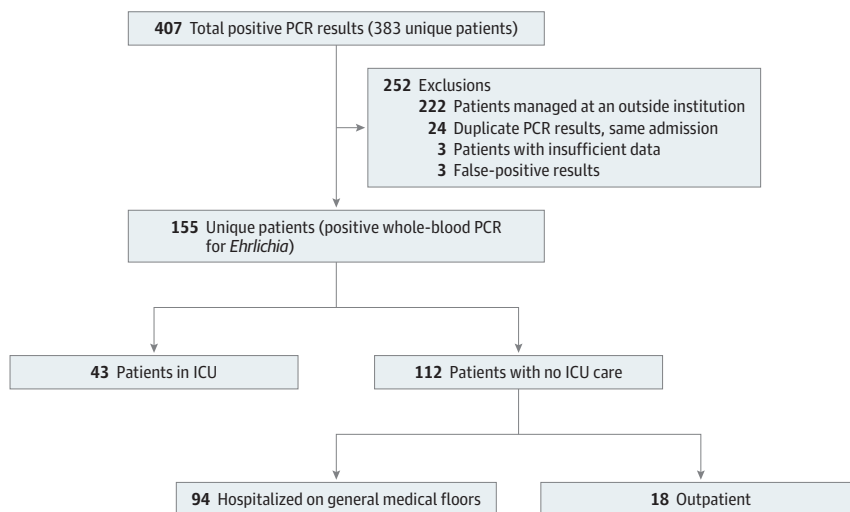 407 Total positive PCR results (383 unique patients)
252 Exclusions
222 Patients managed at an outside institution
24 Duplicate PCR results, same admission
3 Patients with insufficient data
3 False-positive results
155 Unique patients (positive whole-blood PCR
for Ehrlichia)
43 Patients in ICU
112 Patients with no ICU care
94 Hospitalized on general medical floors
18 Outpatient